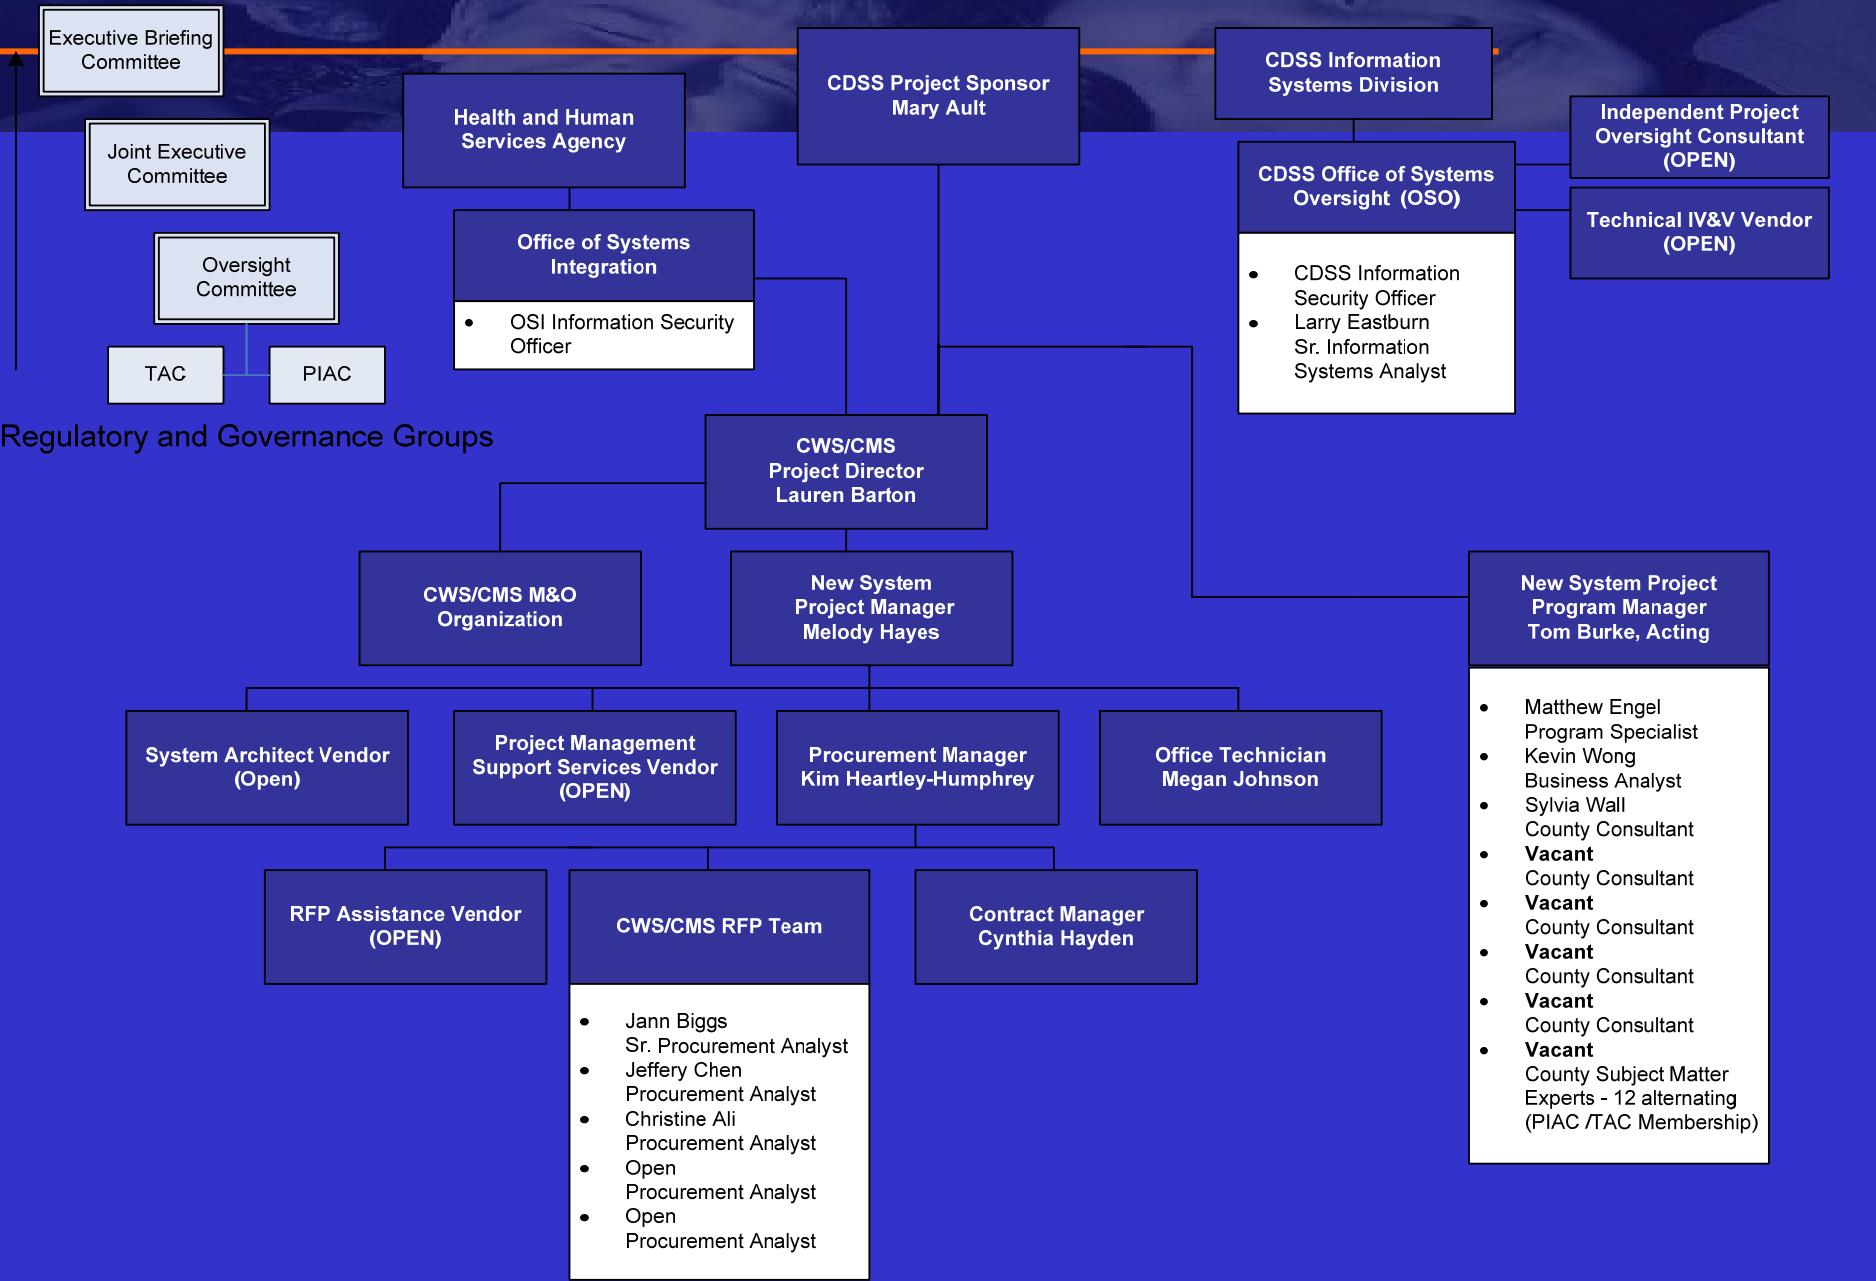 Executive Briefing
Committee
Joint Executive
Committee
Oversight
Committee
TAC
PIAC
Regulatory and Governance Groups
Health and Human
Services Agency
Office of Systems
Integration
• OSI Information Security
Officer
CDSS Project Sponsor
Mary Ault
CDSS Information
Systems Division
CDSS Office of Systems
Oversight (OSO)
• CDSS Information
Security Officer
• Larry Eastburn
Sr. Information
Systems Analyst
Independent Project
Oversight Consultant
(OPEN)
Technical IV&V Vendor
(OPEN)
CWS/CMS
Project Director
Lauren Barton
CWS/CMS M&O
Organization
New System
Project Manager
Melody Hayes
New System Project
Program Manager
Tom Burke, Acting
• Matthew Engel
Program Specialist
• Kevin Wong
Business Analyst
• Sylvia Wall
County Consultant
• Vacant
County Consultant
• Vacant
County Consultant
• Vacant
County Consultant
• Vacant
County Consultant
• Vacant
County Subject Matter
Experts - 12 alternating
(PIAC /TAC Membership)
System Architect Vendor
(Open)
Project Management
Support Services Vendor
(OPEN)
Procurement Manager
Kim Heartley-Humphrey
Office Technician
Megan Johnson
RFP Assistance Vendor
(OPEN)
CWS/CMS RFP Team
• Jann Biggs
Sr. Procurement Analyst
• Jeffery Chen
Procurement Analyst
• Christine Ali
Procurement Analyst
• Open
Procurement Analyst
• Open
Procurement Analyst
Contract Manager
Cynthia Hayden